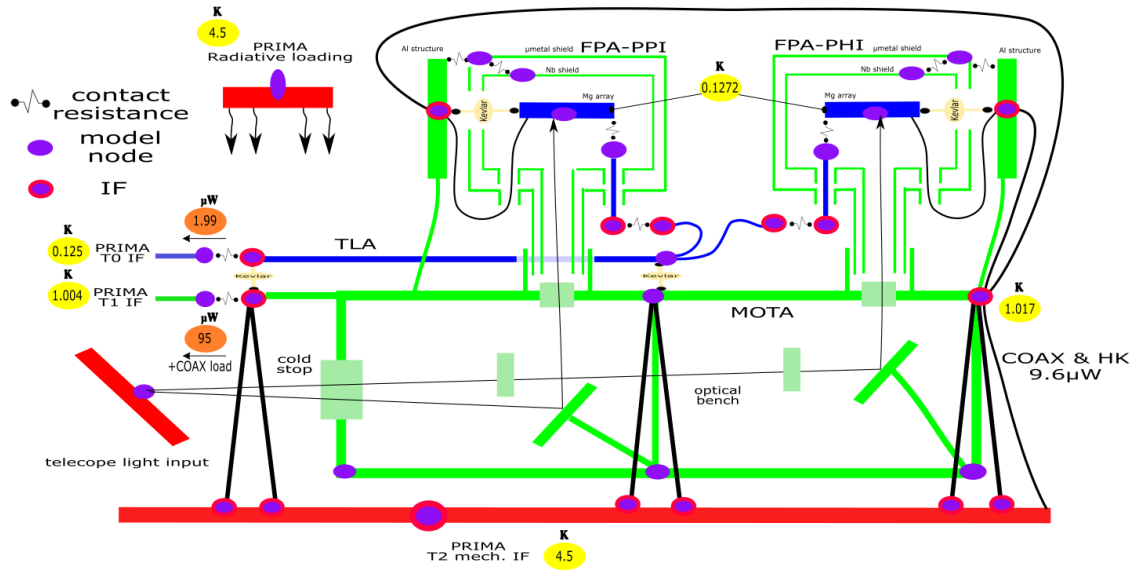 K
4.5
PRIMA
Radiative loading
contact
resistance
model
node
IF
FPA-PPI
Al structure
µmetal shield
Nb shield
Mg array
Kevlar
K
0.1272
FPA-PHI
µmetal shield
Al structure
Nb shield
Mg array
Kevlar
µW
1.99
K
0.125
PRIMA
T0 IF
TLA
Kevlar
Kevlar
K
1.004
PRIMA
T1 IF
µW
95
+COAX load
MOTA
K
1.017
cold
stop
COAX & HK
9.6µW
optical
bench
telecope light input
PRIMA
T2 mech. IF
K
4.5